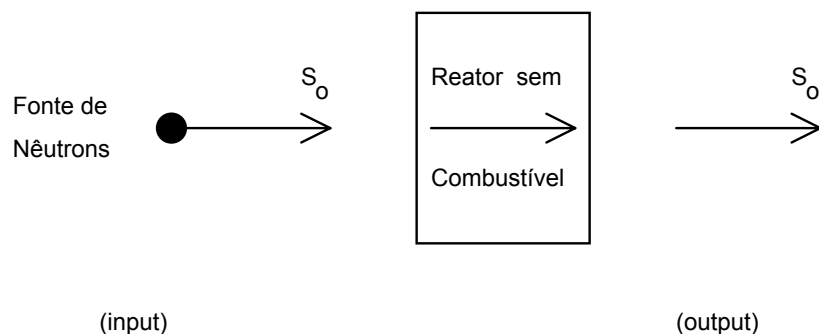 Fonte de
Nêutrons
So
Reator sem
Combustível
So
(input)
(output)